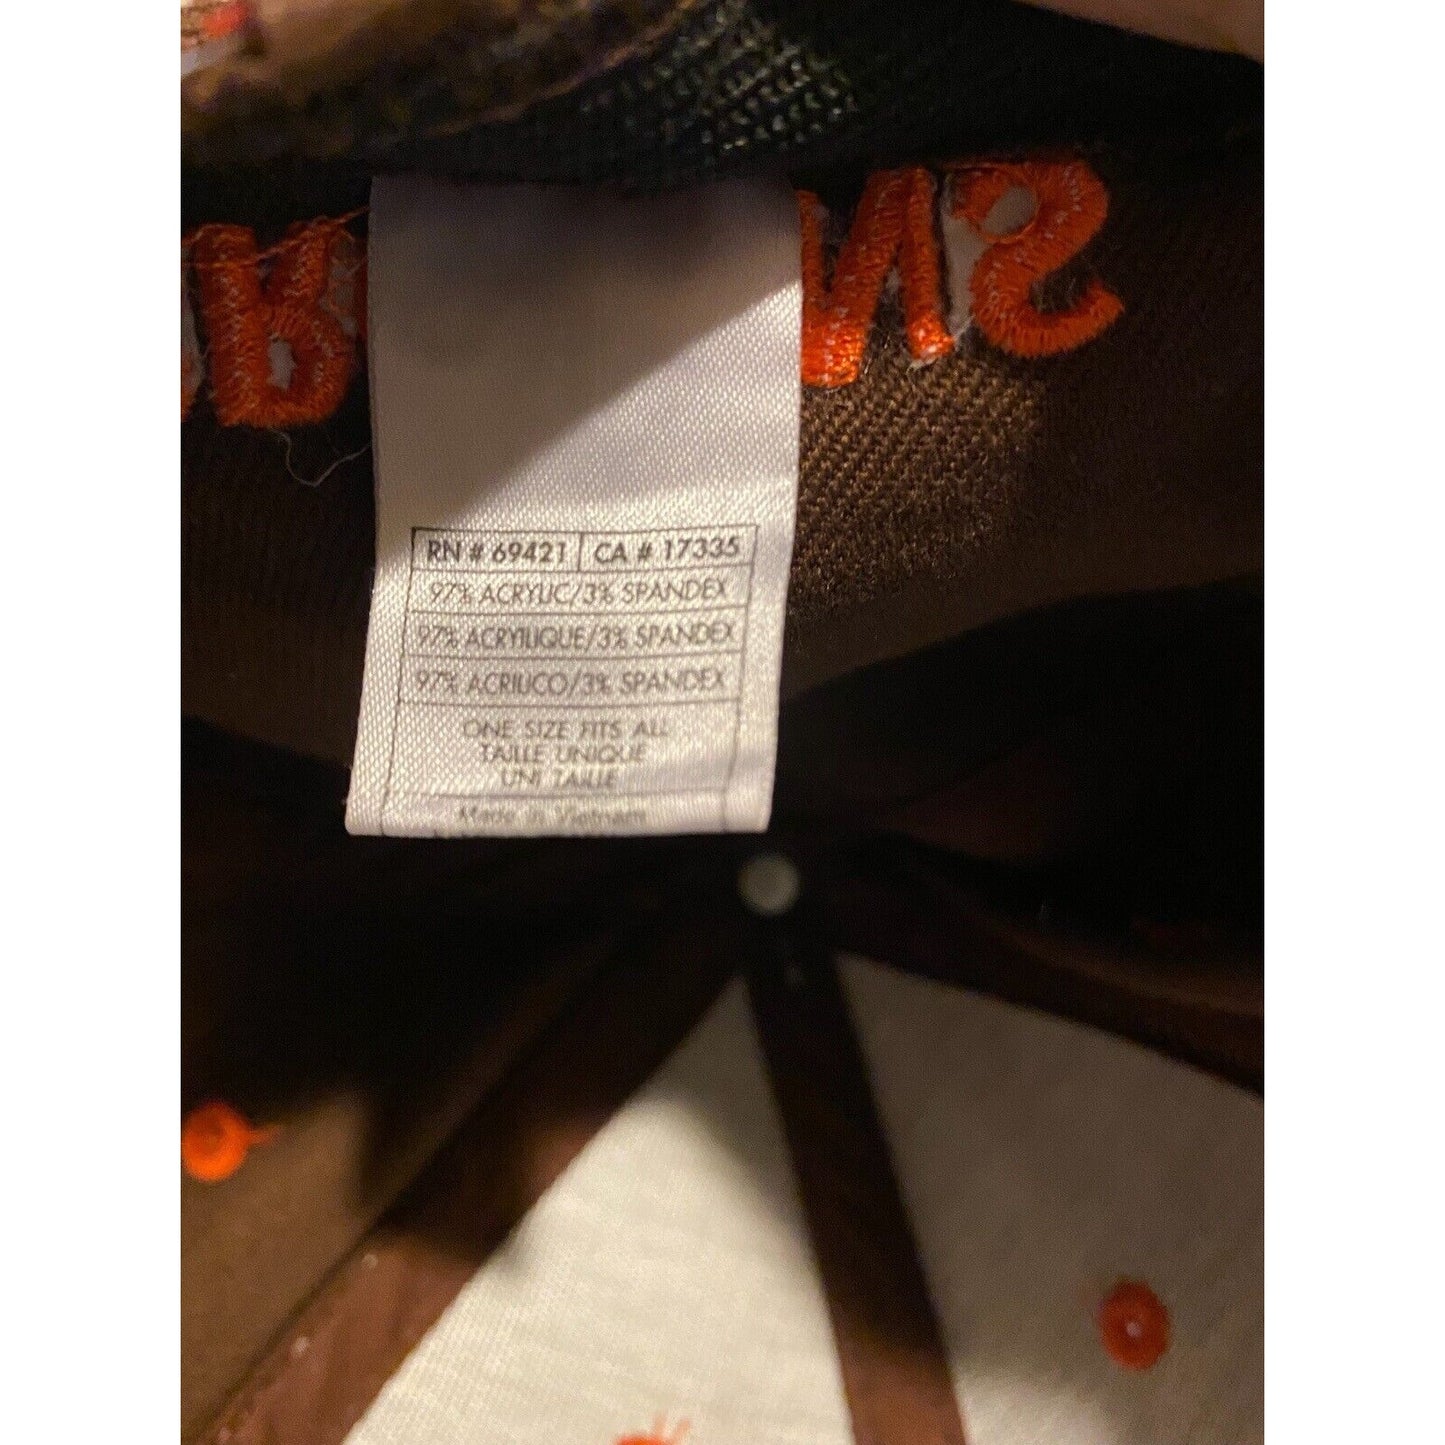 RN # 69421 CA # 17335
97% ACRYLIC/3% SPANDEX
97% ACRYLIQUE/3% SPANDEX
97% ACRILICO/3% SPANDEX
ONE SIZE FITS ALL
TAILLE UNIQUE
UNI TAILLE
Made in Vietnam